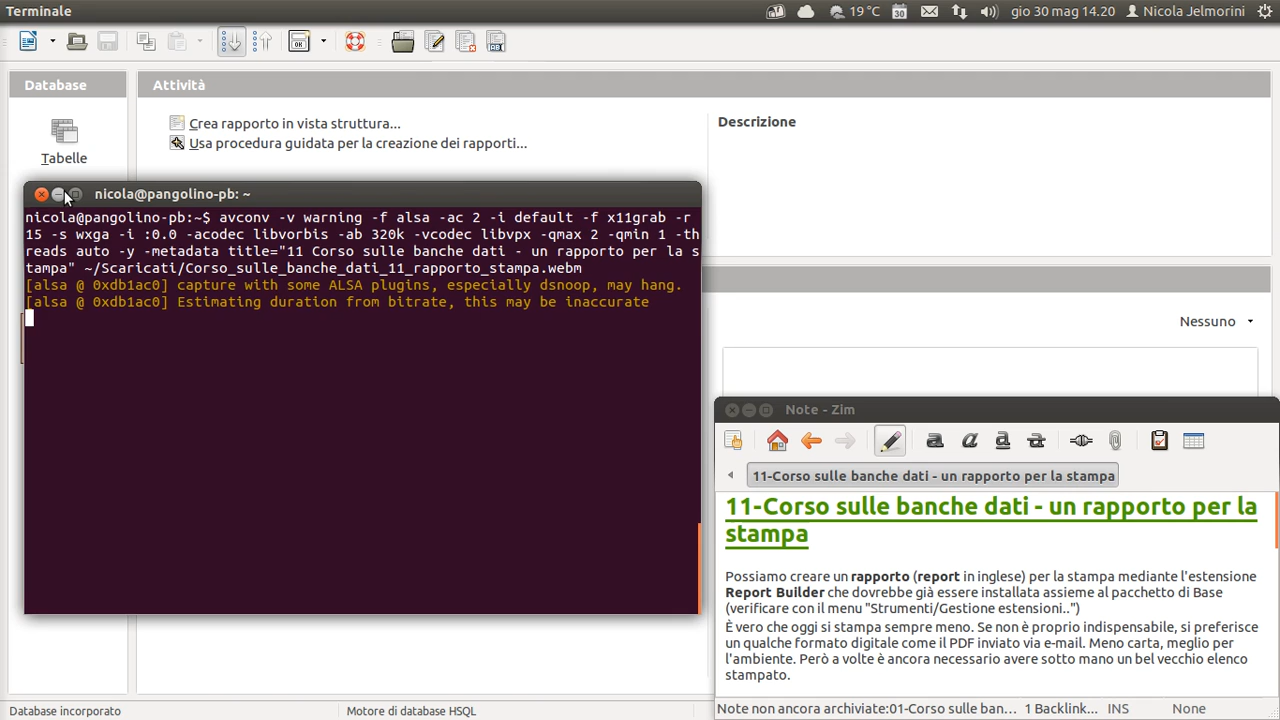 Terminale
19 °C
30
gio 30 mag 14.20
Nicola Jelmorini
OK
Database
Attività
Tabelle
Crea rapporto in vista struttura...
Usa procedura guidata per la creazione dei rapporti...
Descrizione
nicola@pangolino-pb: ~
nicola@pangolino-pb:~$ avconv -v warning -f alsa -ac 2 -i default -f x11grab -r
15 -s wxga -i :0.0 -acodec libvorbis -ab 320k -vcodec libvpx -qmax 2 -qmin 1 -th
reads auto -y -metadata title="11 Corso sulle banche dati - un rapporto per la s
tampa" ~/Scaricati/Corso_sulle_banche_dati_11_rapporto_stampa.webm
[alsa @ 0xdb1ac0] capture with some ALSA plugins, especially dsnoop, may hang.
[alsa @ 0xdb1ac0] Estimating duration from bitrate, this may be inaccurate
Nessuno
Note - Zim
a a a a
11-Corso sulle banche dati - un rapporto per la stampa
11-Corso sulle banche dati - un rapporto per la
stampa
Possiamo creare un rapporto (report in inglese) per la stampa mediante l'estensione
Report Builder che dovrebbe già essere installata assieme al pacchetto di Base
(verificare con il menu "Strumenti/Gestione estensioni..")
È vero che oggi si stampa sempre meno. Se non è proprio indispensabile, si preferisce
un qualche formato digitale come il PDF inviato via e-mail. Meno carta, meglio per
l'ambiente. Però a volte è ancora necessario avere sotto mano un bel vecchio elenco
stampato.
Note non ancora archiviate:01-Corso sulle ban... 1 Backlink... INS None
Database incorporato
Motore di database HSQL